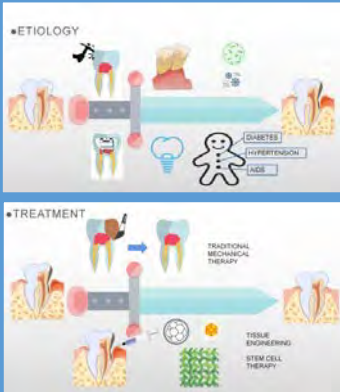 ▪ETIOLOGY
DIABETES
HYPERTENSION
AIDS
▪TREATMENT
TRADITIONAL
MECHANICAL
THERAPY
TISSUE
ENGINEERING
STEM CELL
THERAPY